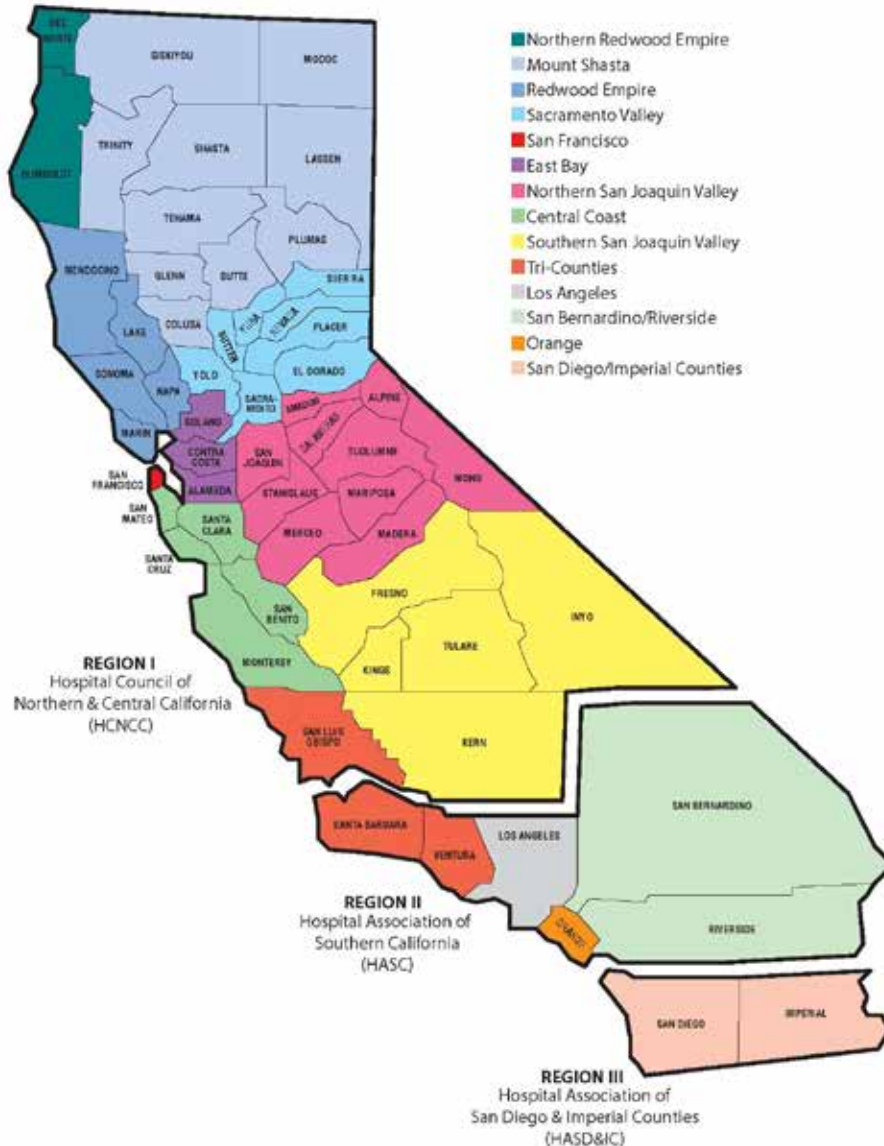 DEL
NORTE
SISKIYOU
MODOC
HUMBOLDT
TRINITY
SHASTA
LASSEN
TEHAMA
PLUMAS
MENDOCINO
GLENN
BUTTE
SIERRA
LAKE
COLUSA
SUTTER
YUBA
NEVADA
PLACER
SONOMA
NAPA
YOLO
EL DORADO
SACRA-
MENTO
MARIN
SOLANO
AMADOR
ALPINE
CALAVERAS
CONTRA
COSTA
SAN
JOAQUIN
TUOLUMNE
MONO
SAN
FRANCISCO
ALAMEDA
STANISLAUS
MARIPOSA
SAN
MATEO
SANTA
CLARA
MERCED
MADERA
SANTA
CRUZ
SAN
BENITO
FRESNO
INYO
MONTEREY
KINGS
TULARE
SAN LUIS
OBISPO
KERN
SANTA BARBARA
VENTURA
LOS ANGELES
SAN BERNARDINO
ORANGE
RIVERSIDE
SAN DIEGO
IMPERIAL
Northern Redwood Empire
Mount Shasta
Redwood Empire
Sacramento Valley
San Francisco
East Bay
Northern San Joaquin Valley
Central Coast
Southern San Joaquin Valley
Tri-Counties
Los Angeles
San Bernardino/Riverside
Orange
San Diego/Imperial Counties
REGION I
Hospital Council of
Northern & Central California
(HCNCC)
REGION II
Hospital Association of
Southern California
(HASC)
REGION III
Hospital Association of
San Diego & Imperial Counties
(HASD&IC)